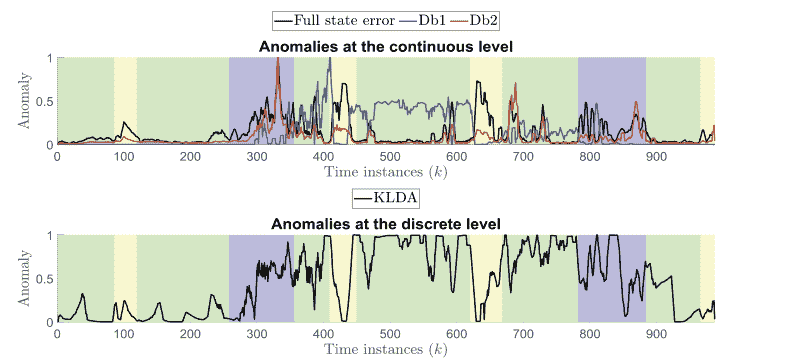 Full state error Db1 Db2
Anomalies at the continuous level
Anomaly
1
0.5
0
0 100 200 300 400 500 600 700 800 900
Time instances (k)
KLDA
Anomalies at the discrete level
Anomaly
1
0.5
0
0 100 200 300 400 500 600 700 800 900
Time instances (k)